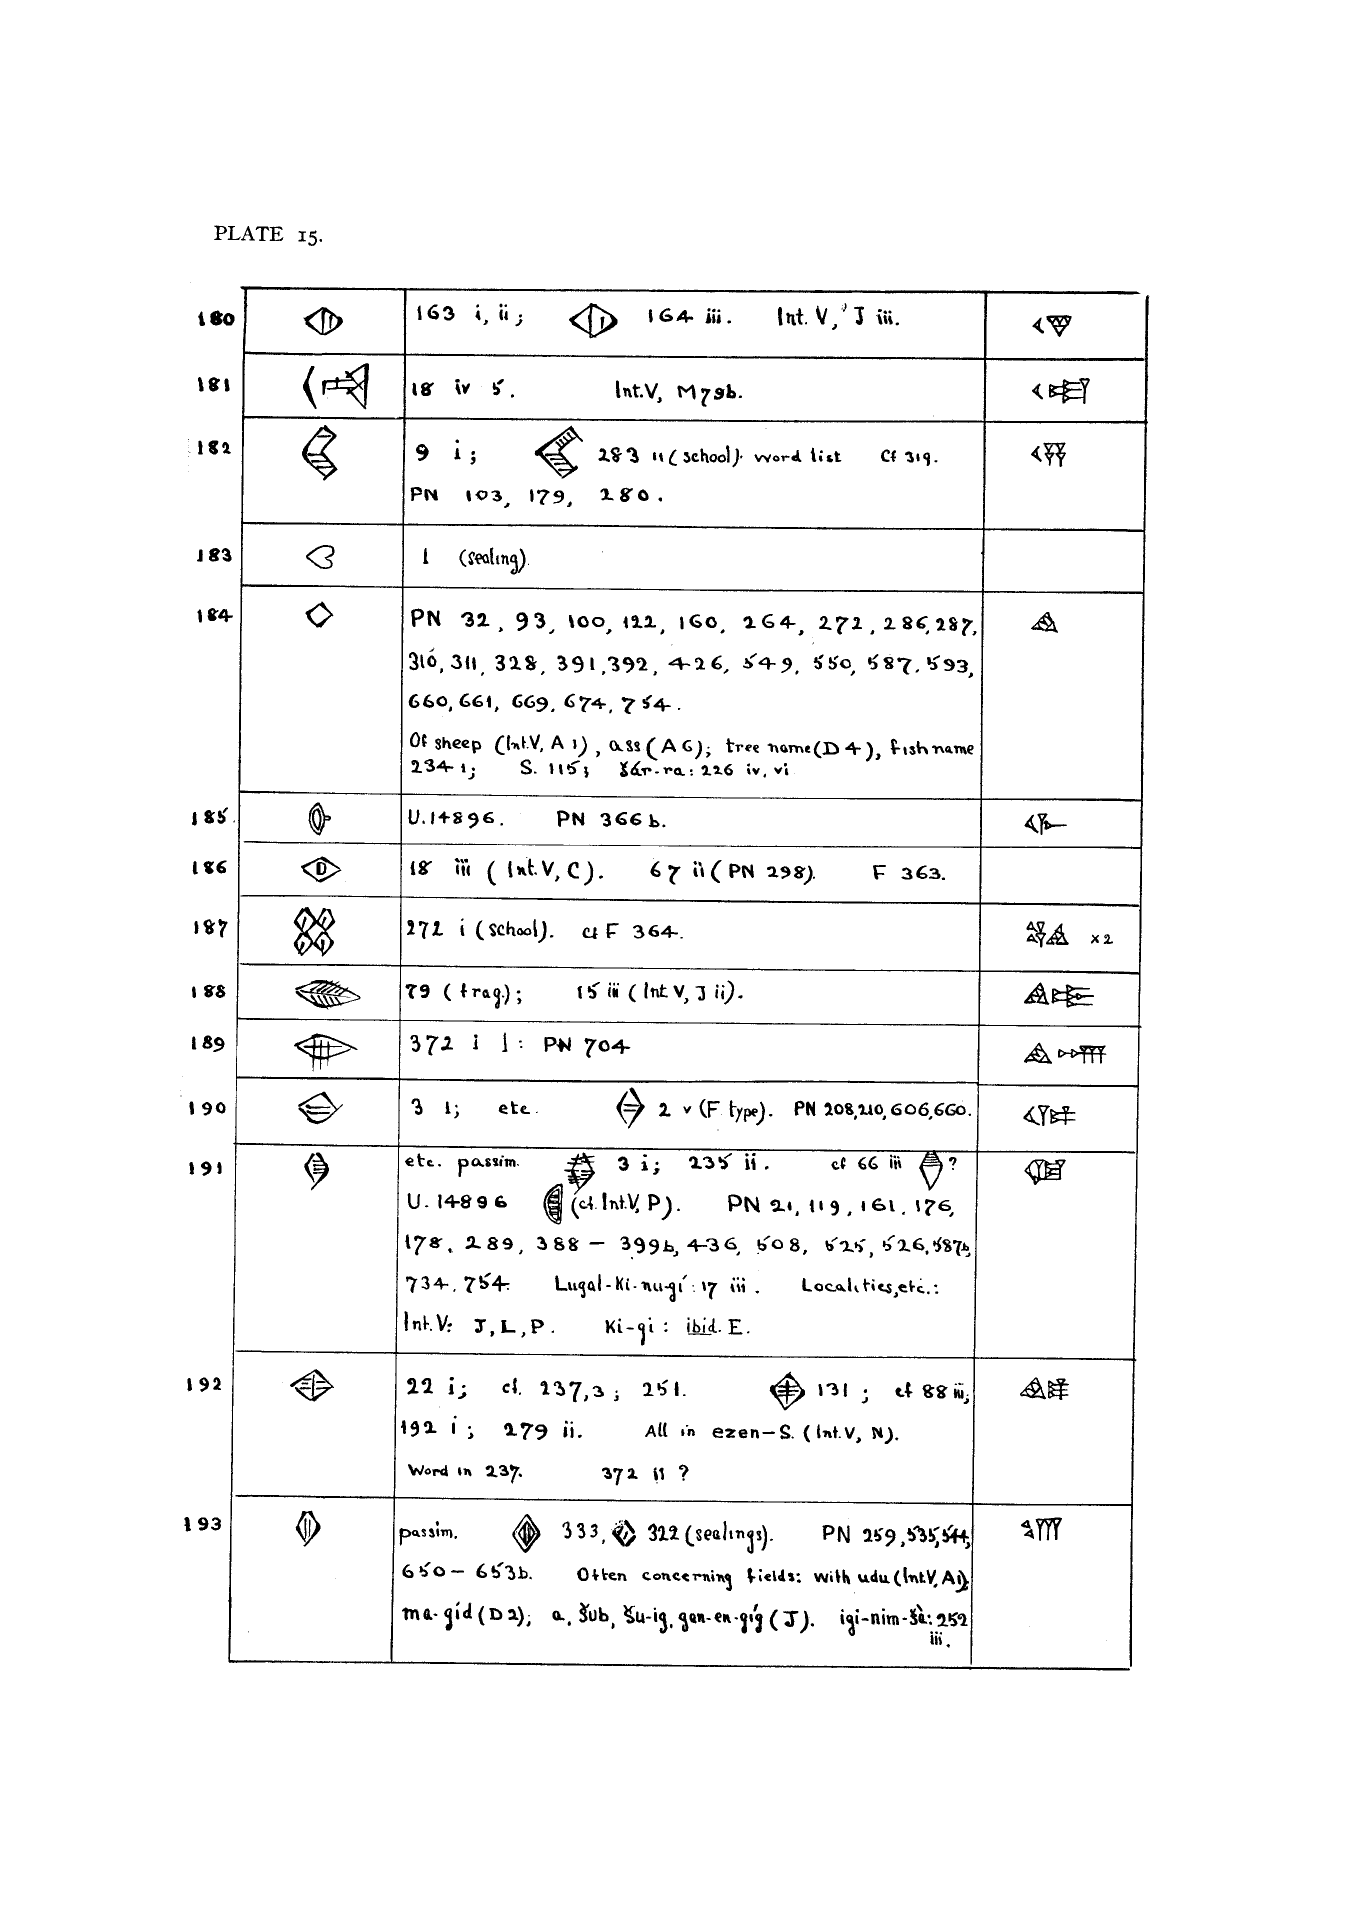 PLATE 15.
180 163 i, ii; 164 iii. Int. V, J iii.
181 18 iv 5. Int. V, M79b.
182 9 i; 283 ii (school): word list Cf 319.
PN 103, 179, 280.
183 1 (sealing).
184 PN 32, 93, 100, 122, 160, 264, 272, 286, 287,
310, 311, 328, 391, 392, 426, 549, 550, 587, 593,
660, 661, 669, 674, 754.
Of sheep (Int. V, A 1), ass (A 6); tree name (D 4), fish name
234 1; S. 115; šár-ra: 226 iv, vi
185. U. 14896. PN 366 b.
186 18 iii (Int. V, C). 67 ii (PN 298). F 363.
187 272 i (school). cf F 364. x 2
188 79 (frag.); 15 iii (Int V, J ii).
189 372 i 1: PN 704
190 3 1; etc. 2 v (F type). PN 208, 210, 606, 660.
191 etc. passim. 3 i; 235 ii. cf 66 iii ?
U. 14896 (cf. Int. V, P). PN 21, 119, 161, 176,
178, 289, 388 – 399b, 436, 508, 525, 526, 587b,
734, 754. Lugal-Ki-nu-gí: 17 iii. Localities, etc.:
Int. V: J, L, P. Ki-gi: ibid. E.
192 22 i; cf. 237, 3; 251. 131; cf 88 iii;
192 i; 279 ii. All in ezen–S. (Int. V, N).
Word in 237. 372 ii ?
193 passim. 333, 322 (sealings). PN 259, 535, 544,
650 – 653b. Often concerning fields: with udu (Int. V, A1),
ma-gíd (D 2); a, šub, šu-ig, gan-en-gíg (J). igi-nim-šè: 252
iii.